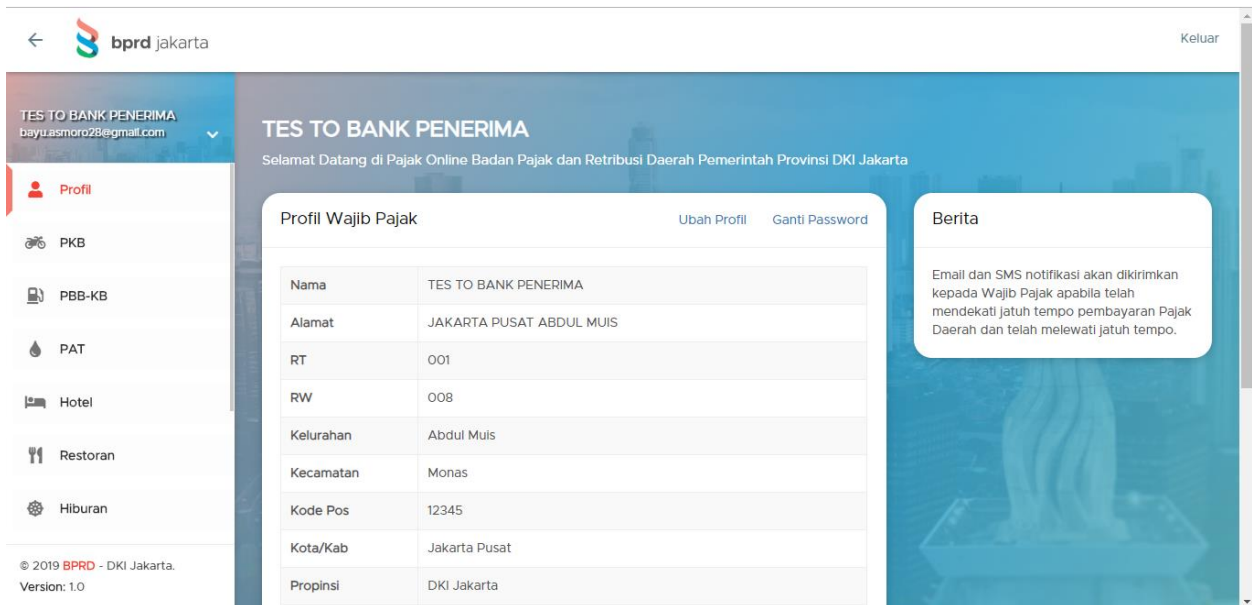 bprd jakarta
Keluar
TES TO BANK PENERIMA
bayu.asmoro28@gmail.com
Profil
PKB
PBB-KB
PAT
Hotel
Restoran
Hiburan
© 2019 BPRD - DKI Jakarta.
Version: 1.0
TES TO BANK PENERIMA
Selamat Datang di Pajak Online Badan Pajak dan Retribusi Daerah Pemerintah Provinsi DKI Jakarta
Profil Wajib Pajak Ubah Profil Ganti Password
Nama TES TO BANK PENERIMA
Alamat JAKARTA PUSAT ABDUL MUIS
RT 001
RW 008
Kelurahan Abdul Muis
Kecamatan Monas
Kode Pos 12345
Kota/Kab Jakarta Pusat
Propinsi DKI Jakarta
Berita
Email dan SMS notifikasi akan dikirimkan
kepada Wajib Pajak apabila telah
mendekati jatuh tempo pembayaran Pajak
Daerah dan telah melewati jatuh tempo.